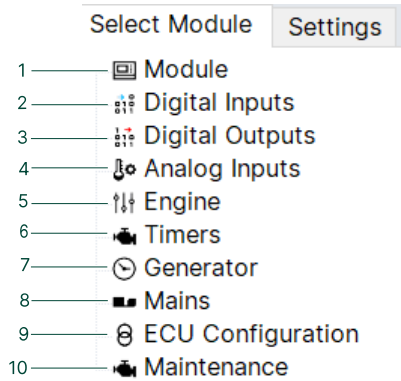 Select Module Settings
1 Module
2 Digital Inputs
3 Digital Outputs
4 Analog Inputs
5 Engine
6 Timers
7 Generator
8 Mains
9 ECU Configuration
10 Maintenance